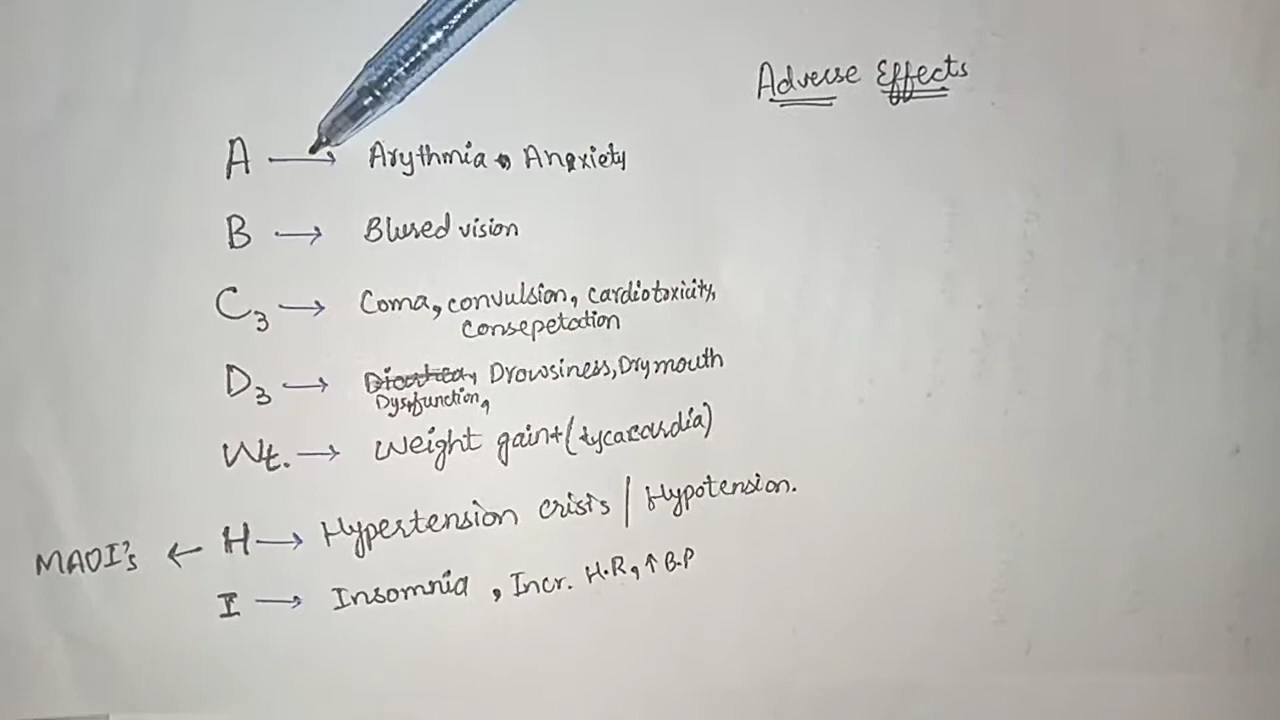 Adverse Effects
A → Arythmia, Anxiety
B → Blured vision
C3 → Coma, convulsion, cardiotoxicity,
Consepetation
D3 → Diarrhea, Drowsiness, Dry mouth
Dysfunction,
Wt. → Weight gain + (tycacardia)
MAOI's ← H → Hypertension crisis / Hypotension.
I → Insomnia, Incr. H.R, ↑ B.P